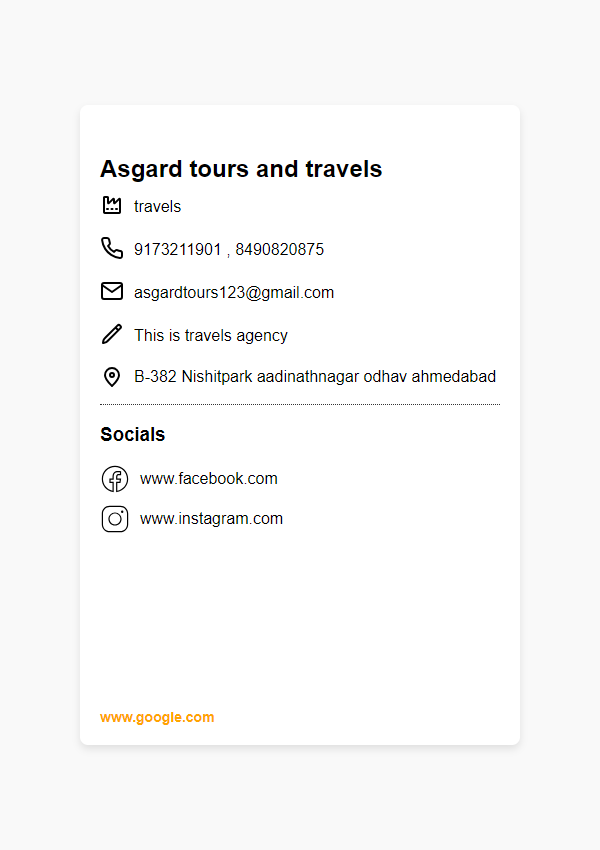 Asgard tours and travels
travels
9173211901 , 8490820875
asgardtours123@gmail.com
This is travels agency
B-382 Nishitpark aadinathnagar odhav ahmedabad
Socials
www.facebook.com
www.instagram.com
www.google.com